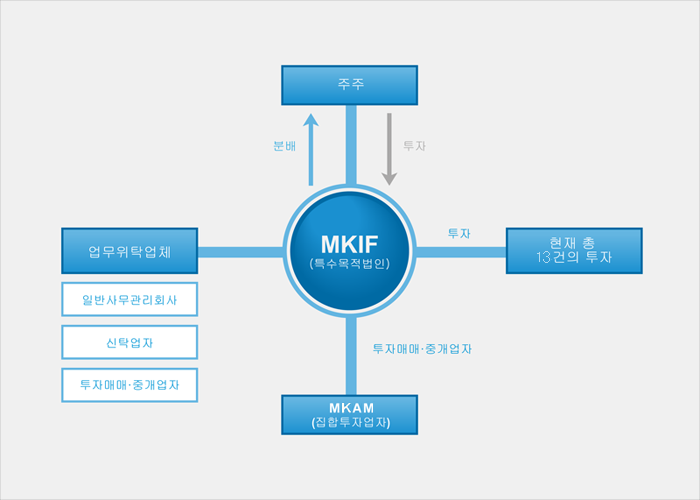 주주
분배
투자
MKIF
(특수목적법인)
업무위탁업체
투자
현재 총
13건의 투자
일반사무관리회사
신탁업자
투자매매·중개업자
투자매매·중개업자
MKAM
(집합투자업자)